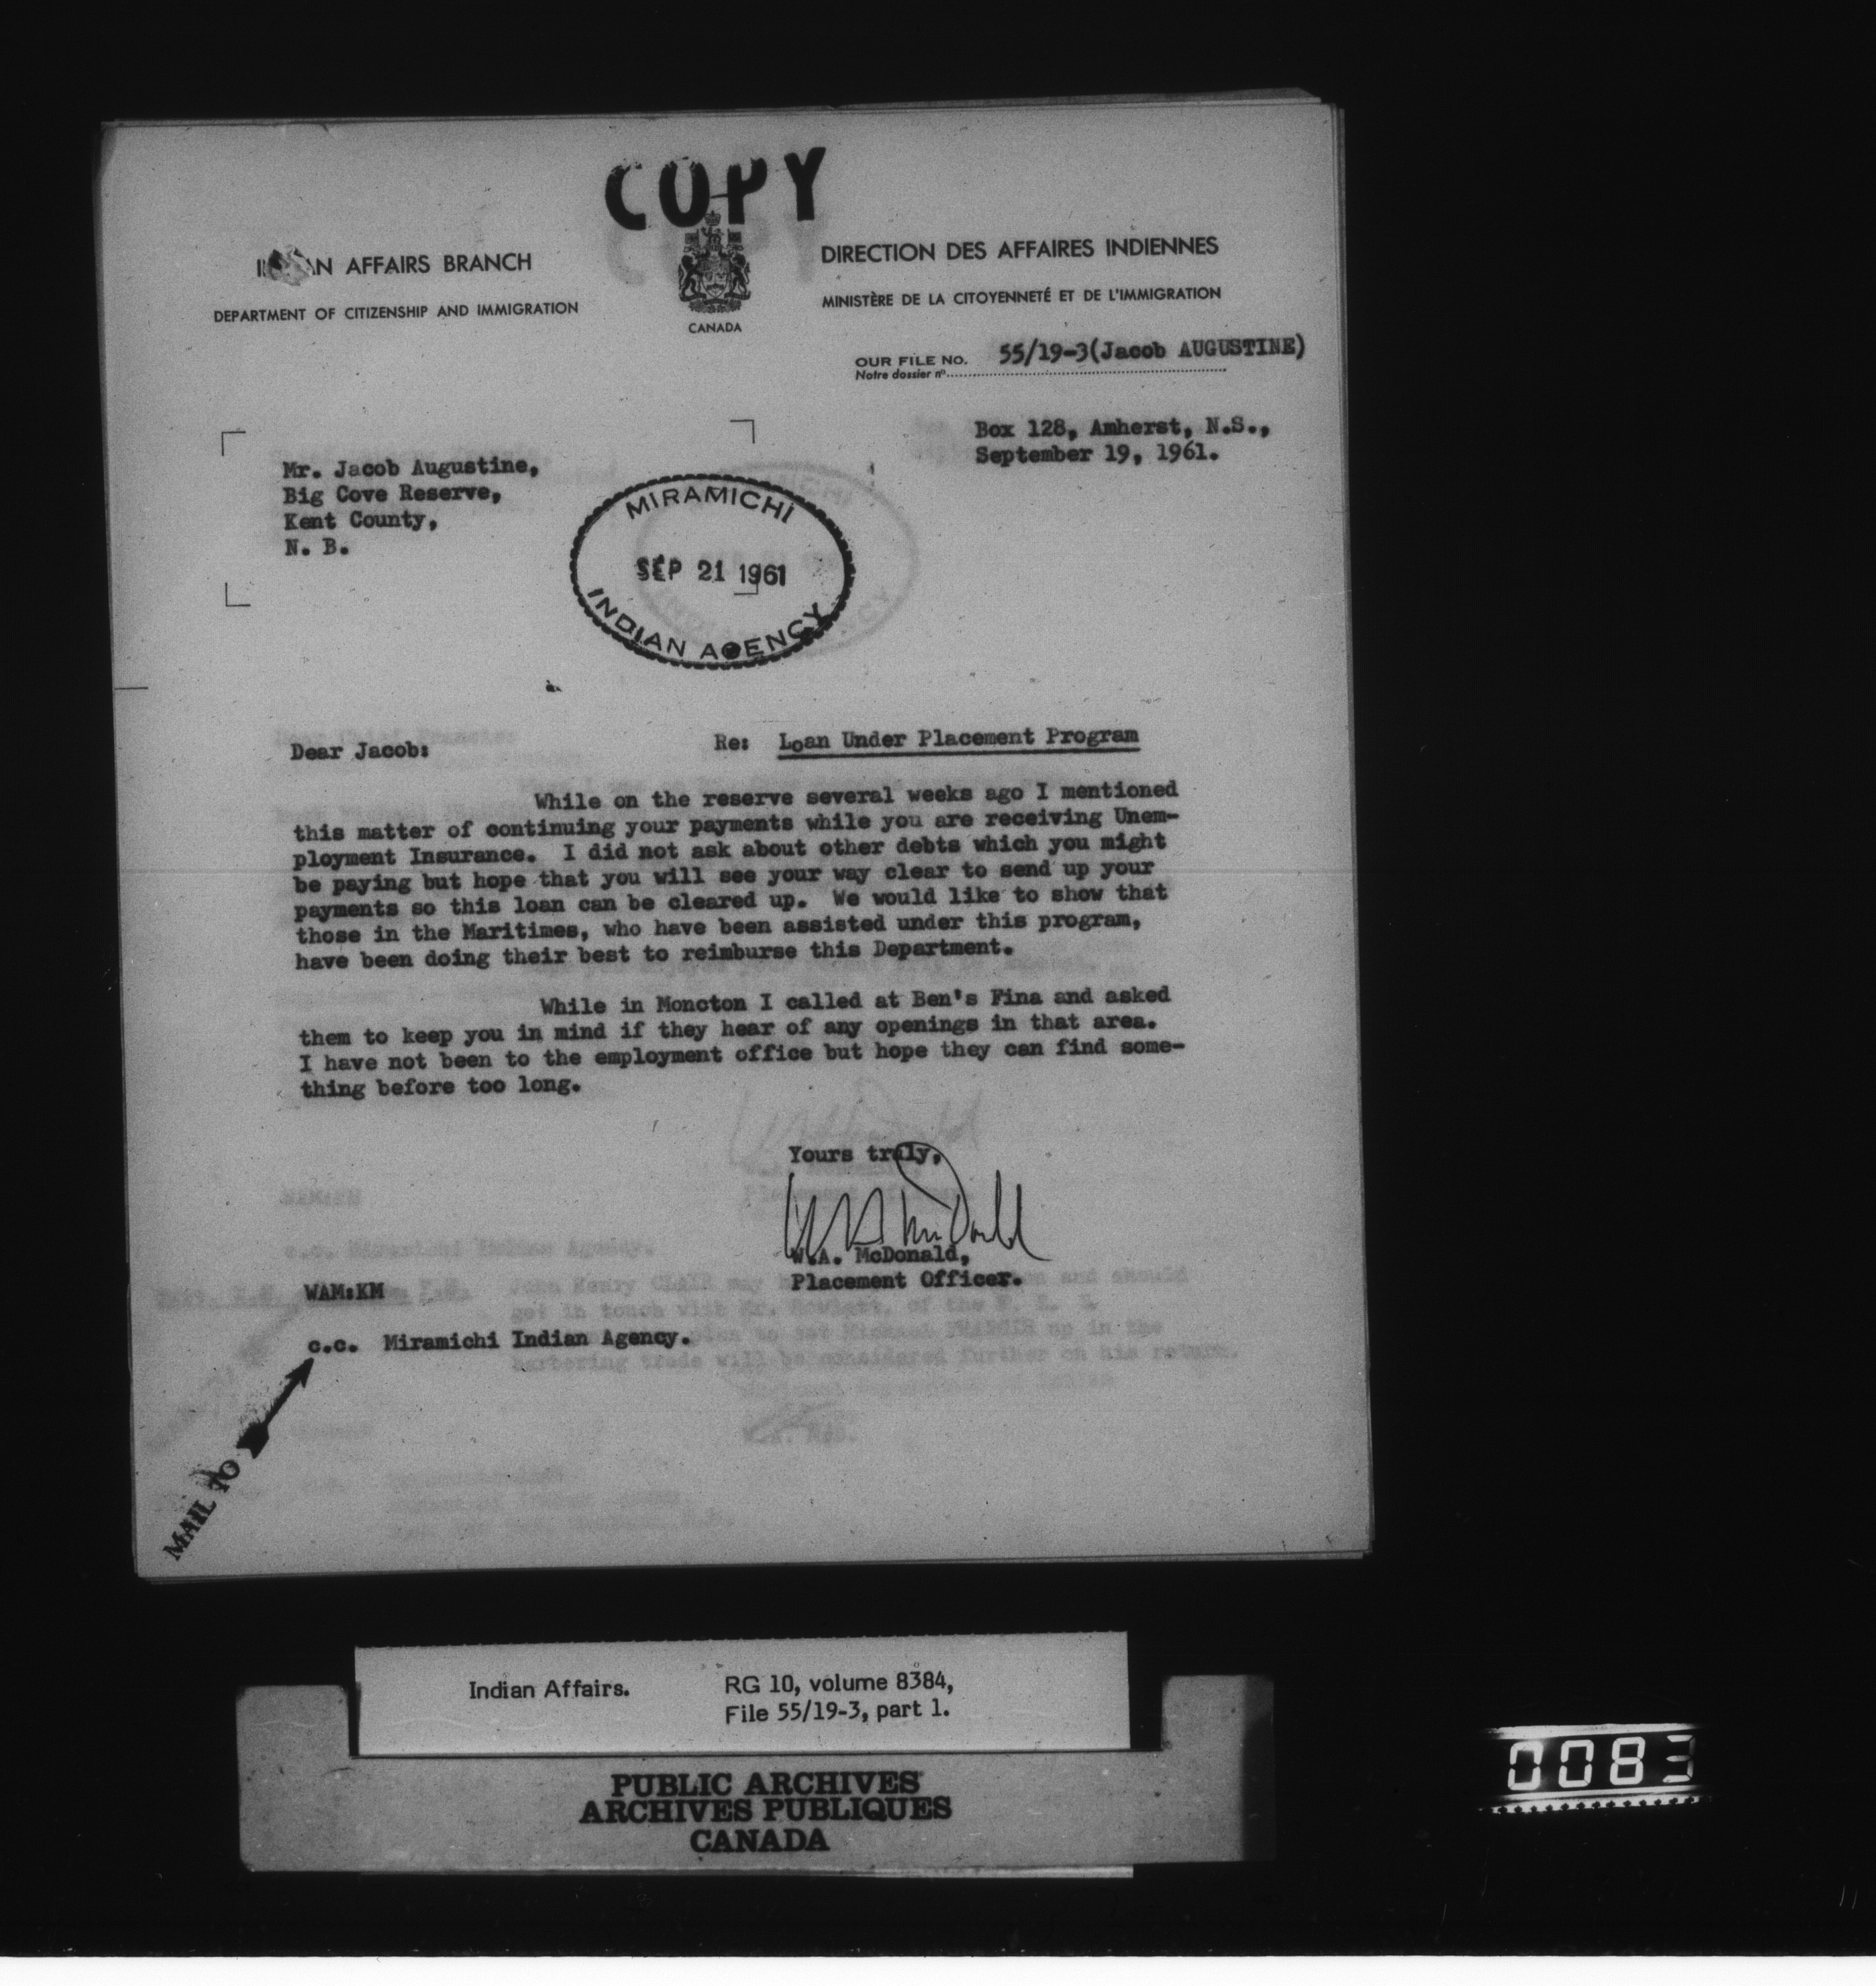 COPY
INDIAN AFFAIRS BRANCH
DEPARTMENT OF CITIZENSHIP AND IMMIGRATION
CANADA
DIRECTION DES AFFAIRES INDIENNES
MINISTÈRE DE LA CITOYENNETÉ ET DE L'IMMIGRATION
OUR FILE NO. 55/19-3(Jacob AUGUSTINE)
Notre dossier nº
Box 128, Amherst, N.S.,
September 19, 1961.
Mr. Jacob Augustine,
Big Cove Reserve,
Kent County,
N. B.
MIRAMICHI
SEP 21 1961
INDIAN AGENCY
Dear Jacob: Re: Loan Under Placement Program
While on the reserve several weeks ago I mentioned
this matter of continuing your payments while you are receiving Unem-
ployment Insurance. I did not ask about other debts which you might
be paying but hope that you will see your way clear to send up your
payments so this loan can be cleared up. We would like to show that
those in the Maritimes, who have been assisted under this program,
have been doing their best to reimburse this Department.
While in Moncton I called at Ben's Fina and asked
them to keep you in mind if they hear of any openings in that area.
I have not been to the employment office but hope they can find some-
thing before too long.
Yours truly,
W.A. McDonald
W.A. McDonald,
Placement Officer.
WAM:KM
c.c. Miramichi Indian Agency.
MAIL TO
Indian Affairs. RG 10, volume 8384,
File 55/19-3, part 1.
PUBLIC ARCHIVES
ARCHIVES PUBLIQUES
CANADA
0083